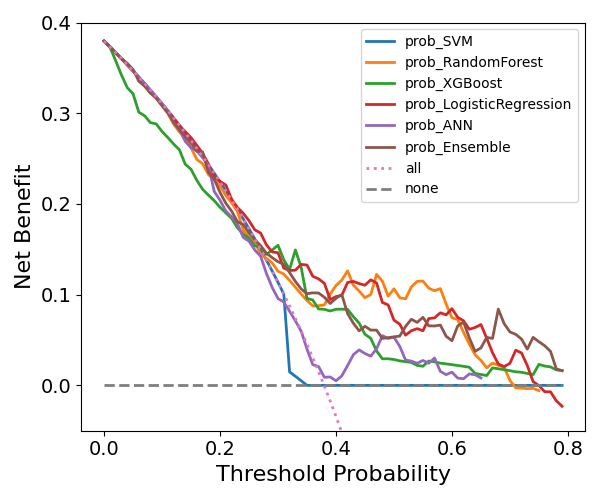 0.4
0.3
0.2
0.1
0.0
Net Benefit
prob_SVM
prob_RandomForest
prob_XGBoost
prob_LogisticRegression
prob_ANN
prob_Ensemble
all
none
0.0 0.2 0.4 0.6 0.8
Threshold Probability